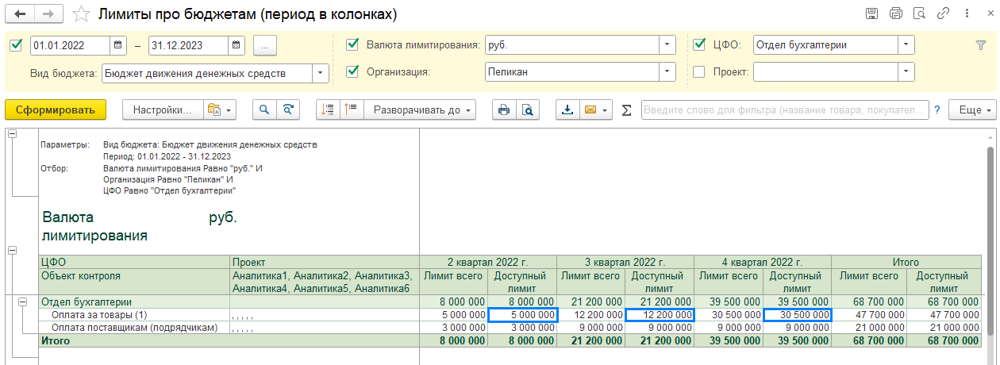 Лимиты про бюджетам (период в колонках)
01.01.2022 – 31.12.2023 ... Валюта лимитирования: руб. ЦФО: Отдел бухгалтерии
Вид бюджета: Бюджет движения денежных средств Организация: Пеликан Проект:
Сформировать Настройки... Разворачивать до Σ Введите слово для фильтра (название товара, покупател... ? Еще
Параметры: Вид бюджета: Бюджет движения денежных средств
Период: 01.01.2022 - 31.12.2023
Отбор: Валюта лимитирования Равно "руб." И
Организация Равно "Пеликан" И
ЦФО Равно "Отдел бухгалтерии"
Валюта руб.
лимитирования
ЦФО Проект 2 квартал 2022 г. 3 квартал 2022 г. 4 квартал 2022 г. Итого
Объект контроля Аналитика1, Аналитика2, Аналитика3, Лимит всего Доступный Лимит всего Доступный Лимит всего Доступный Лимит всего Доступный
Аналитика4, Аналитика5, Аналитика6 лимит лимит лимит лимит
Отдел бухгалтерии 8 000 000 8 000 000 21 200 000 21 200 000 39 500 000 39 500 000 68 700 000 68 700 000
Оплата за товары (1) , , , , , 5 000 000 5 000 000 12 200 000 12 200 000 30 500 000 30 500 000 47 700 000 47 700 000
Оплата поставщикам (подрядчикам) , , , , , 3 000 000 3 000 000 9 000 000 9 000 000 9 000 000 9 000 000 21 000 000 21 000 000
Итого 8 000 000 8 000 000 21 200 000 21 200 000 39 500 000 39 500 000 68 700 000 68 700 000